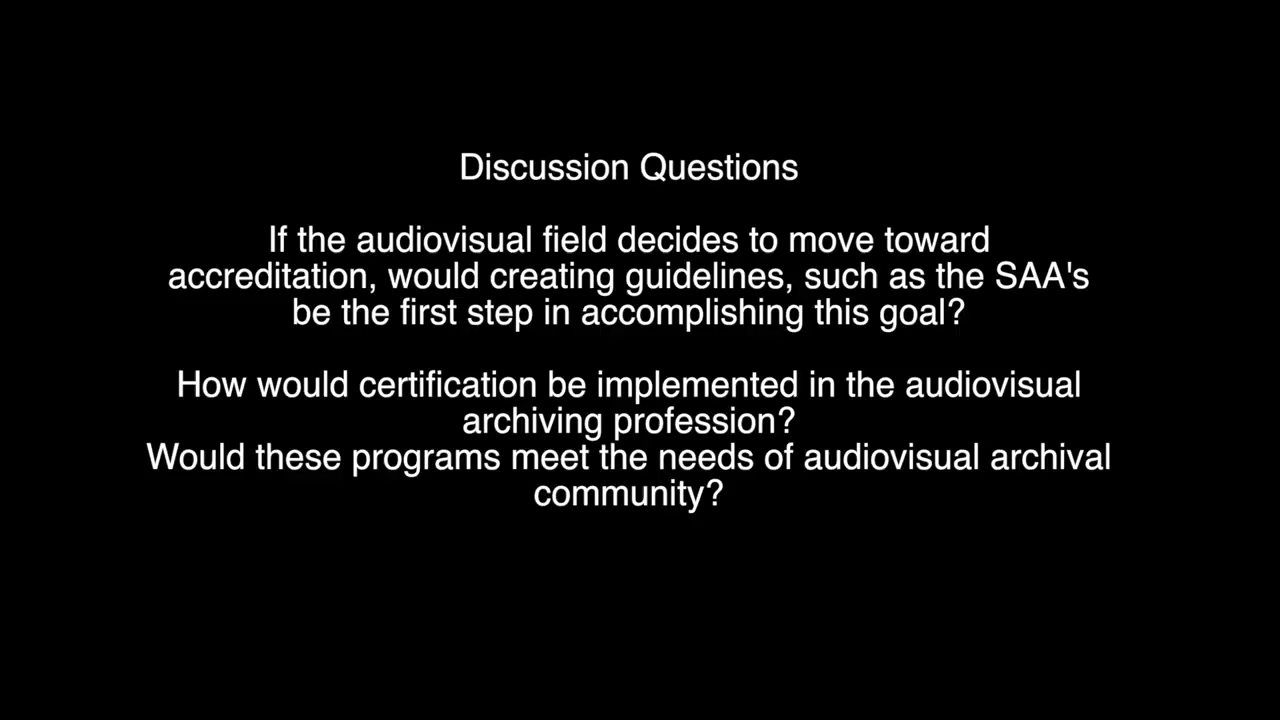 Discussion Questions
If the audiovisual field decides to move toward
accreditation, would creating guidelines, such as the SAA's
be the first step in accomplishing this goal?
How would certification be implemented in the audiovisual
archiving profession?
Would these programs meet the needs of audiovisual archival
community?